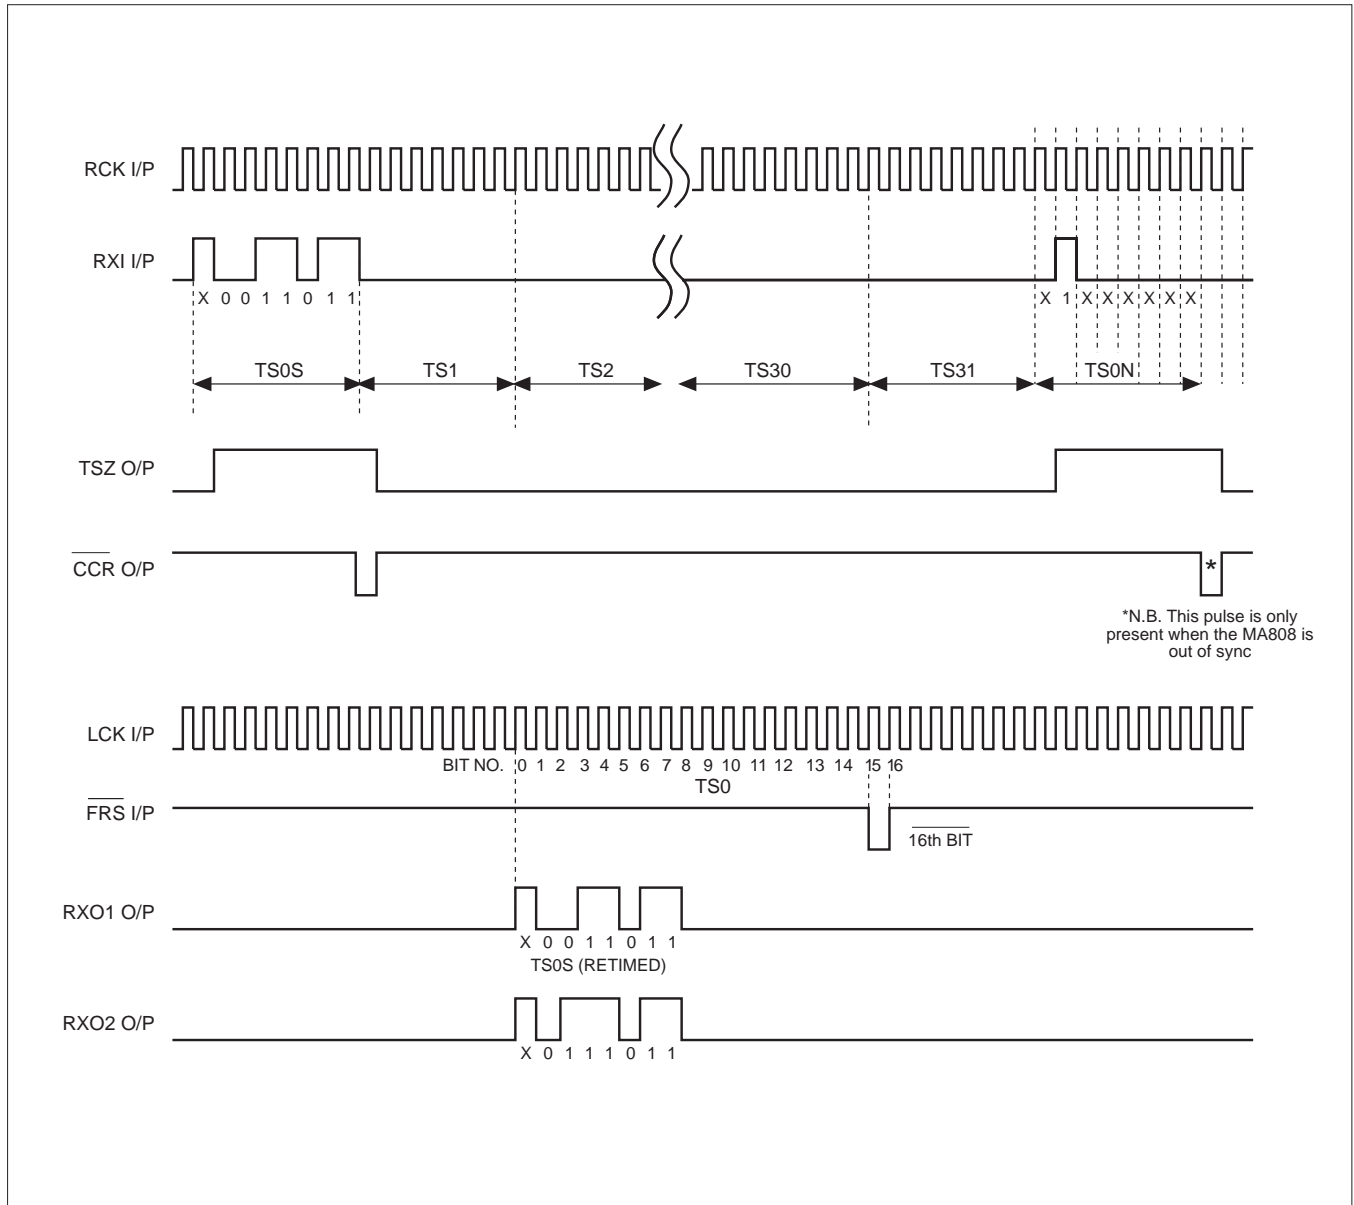 RCK I/P
RXI I/P
X 0 0 1 1 0 1 1
X 1 X X X X X X
TS0S
TS1
TS2
TS30
TS31
TS0N
TSZ O/P
CCR O/P
*
*N.B. This pulse is only
present when the MA808 is
out of sync
LCK I/P
BIT NO. 0 1 2 3 4 5 6 7 8 9 10 11 12 13 14 15 16
TS0
FRS I/P
16th BIT
RXO1 O/P
X 0 0 1 1 0 1 1
TS0S (RETIMED)
RXO2 O/P
X 0 1 1 1 0 1 1